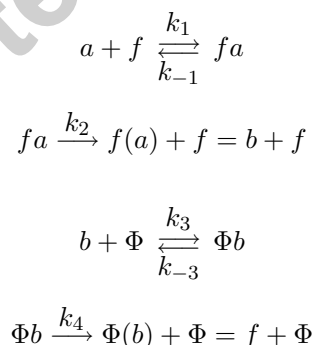 a + f ⇌ fa
k₁
k₋₁
fa →k₂ f(a) + f = b + f
b + Φ ⇌ Φb
k₃
k₋₃
Φb →k₄ Φ(b) + Φ = f + Φ